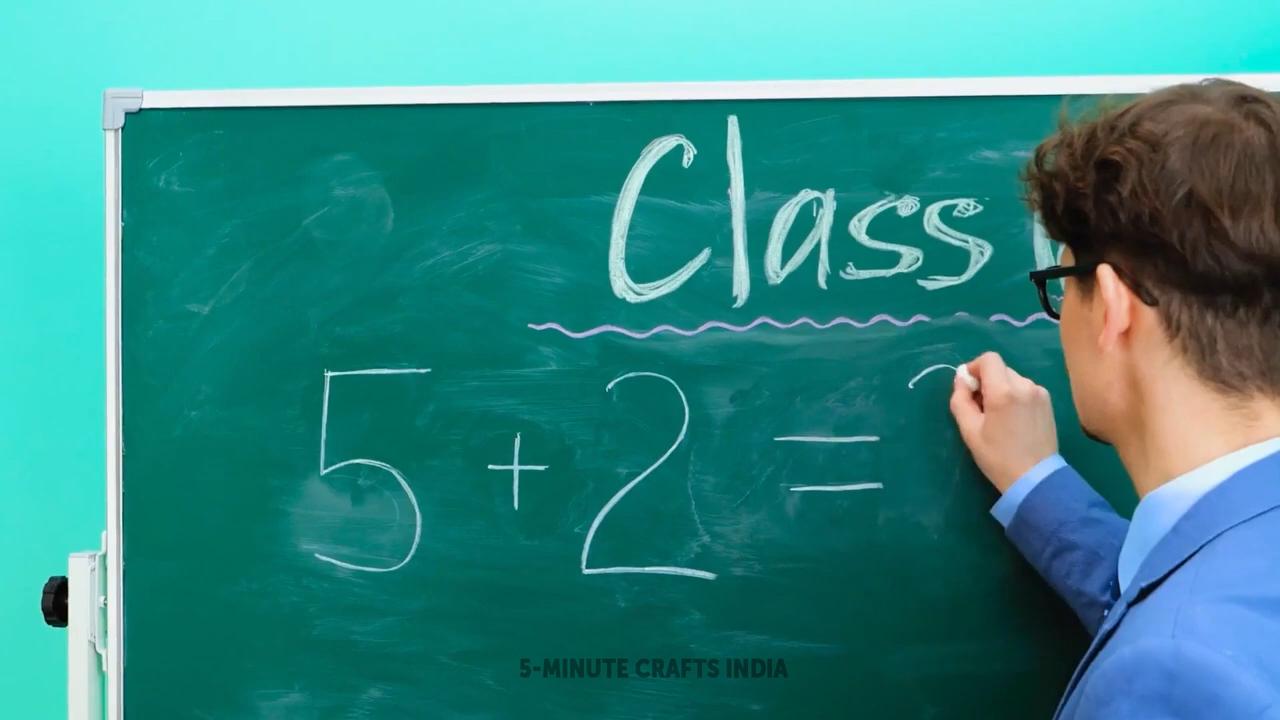 Class
5 + 2 =
5-MINUTE CRAFTS INDIA